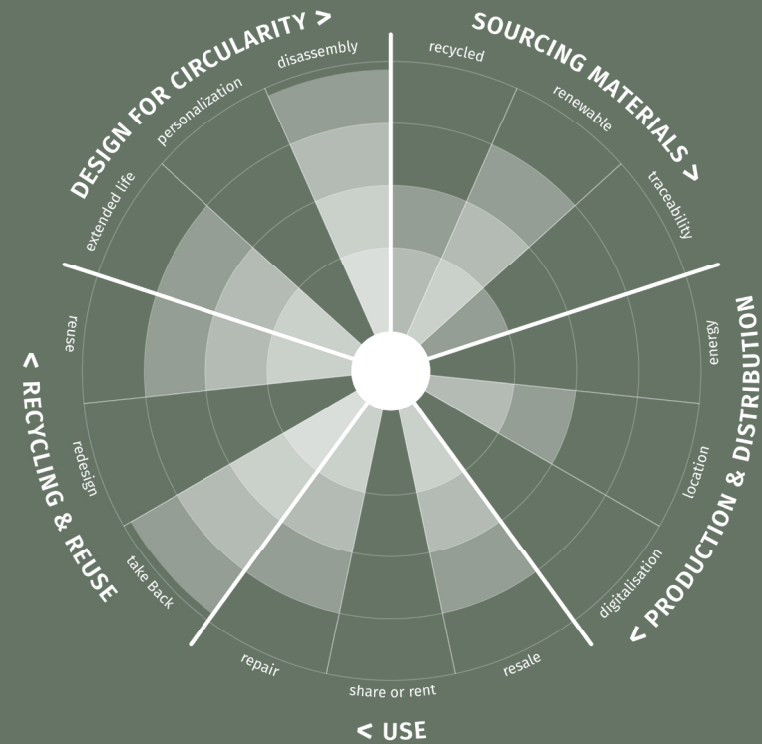 DESIGN FOR CIRCULARITY >
extended life
personalization
disassembly
SOURCING MATERIALS >
recycled
renewable
traceability
< PRODUCTION & DISTRIBUTION
energy
location
digitalisation
< USE
resale
share or rent
repair
< RECYCLING & REUSE
take Back
redesign
reuse